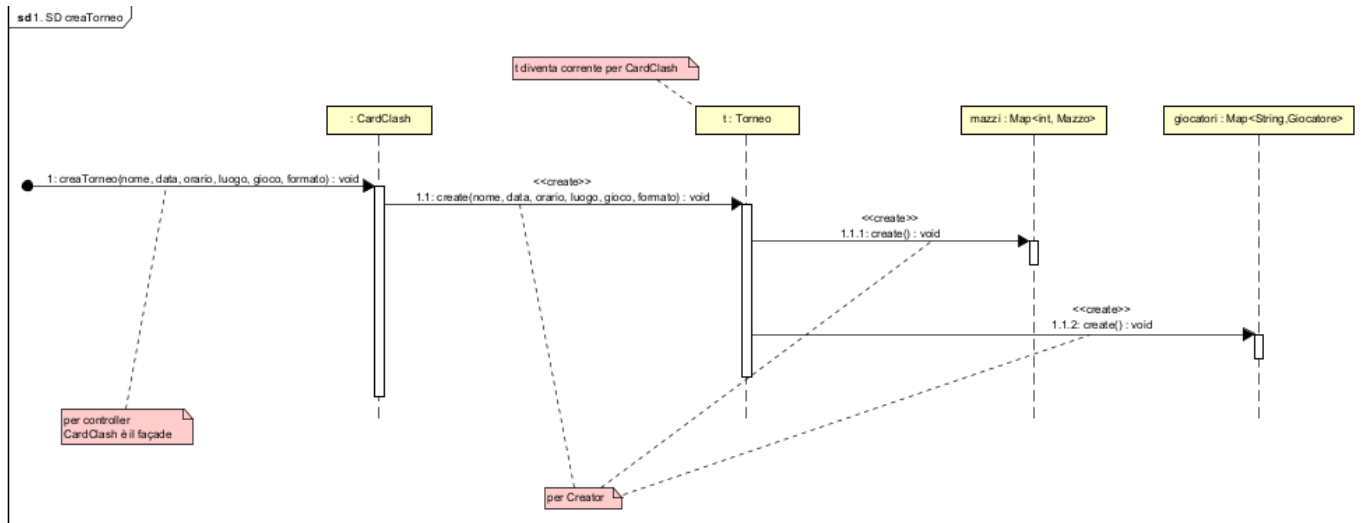 sd 1. SD creaTorneo
t diventa corrente per CardClash
: CardClash
t : Torneo
mazzi : Map<int, Mazzo>
giocatori : Map<String,Giocatore>
1: creaTorneo(nome, data, orario, luogo, gioco, formato) : void
<<create>>
1.1: create(nome, data, orario, luogo, gioco, formato) : void
<<create>>
1.1.1: create() : void
<<create>>
1.1.2: create() : void
per controller
CardClash è il façade
per Creator